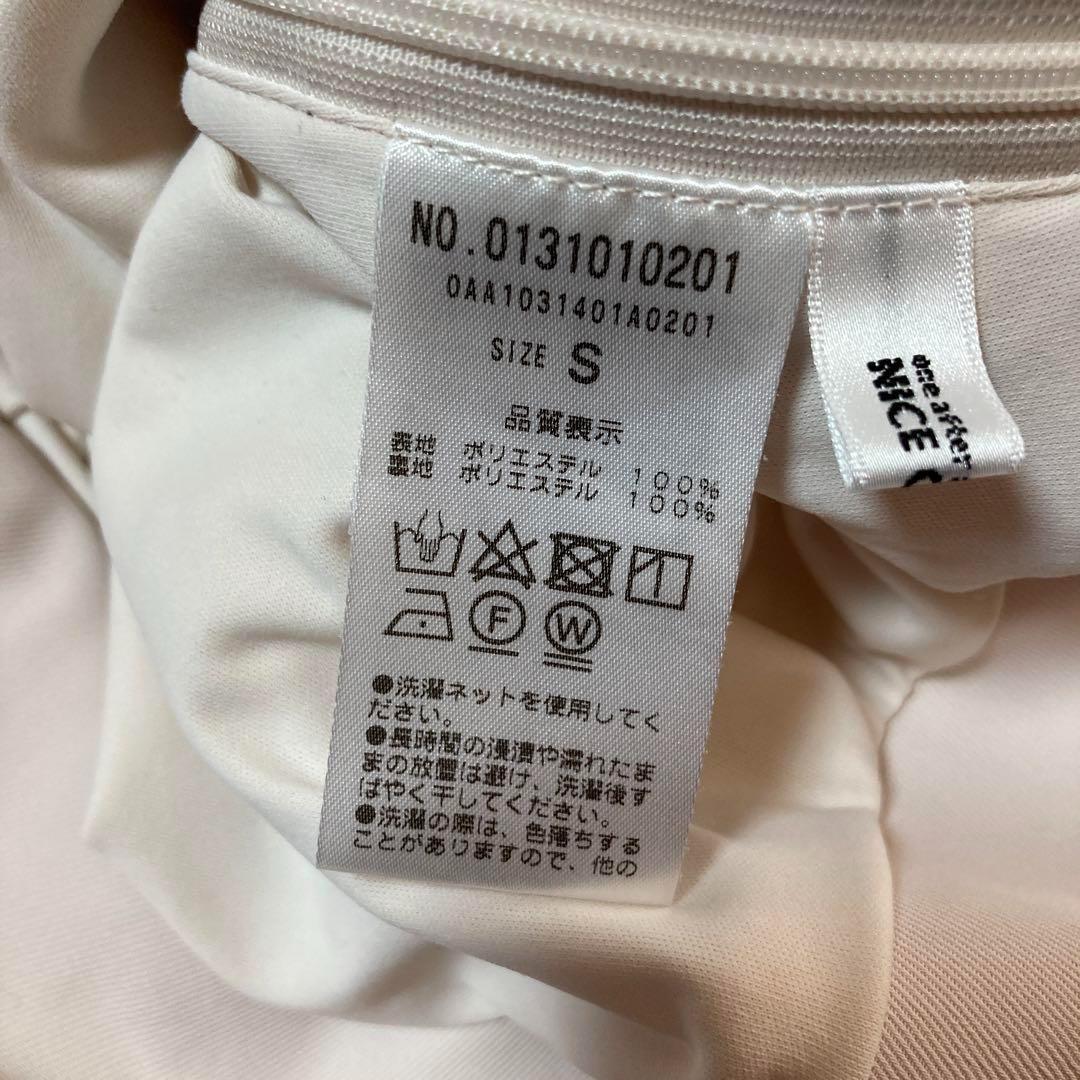 NO.0131010201
0AA1031401A0201
SIZE S
品質表示
表地 ポリエステル 100%
裏地 ポリエステル 100%
F W
●洗濯ネットを使用してく
ださい。
●長時間の浸漬や濡れたま
まの放置は避け、洗濯後す
ばやく干してください。
●洗濯の際は、色落ちする
ことがありますので、他の
one after
NICE